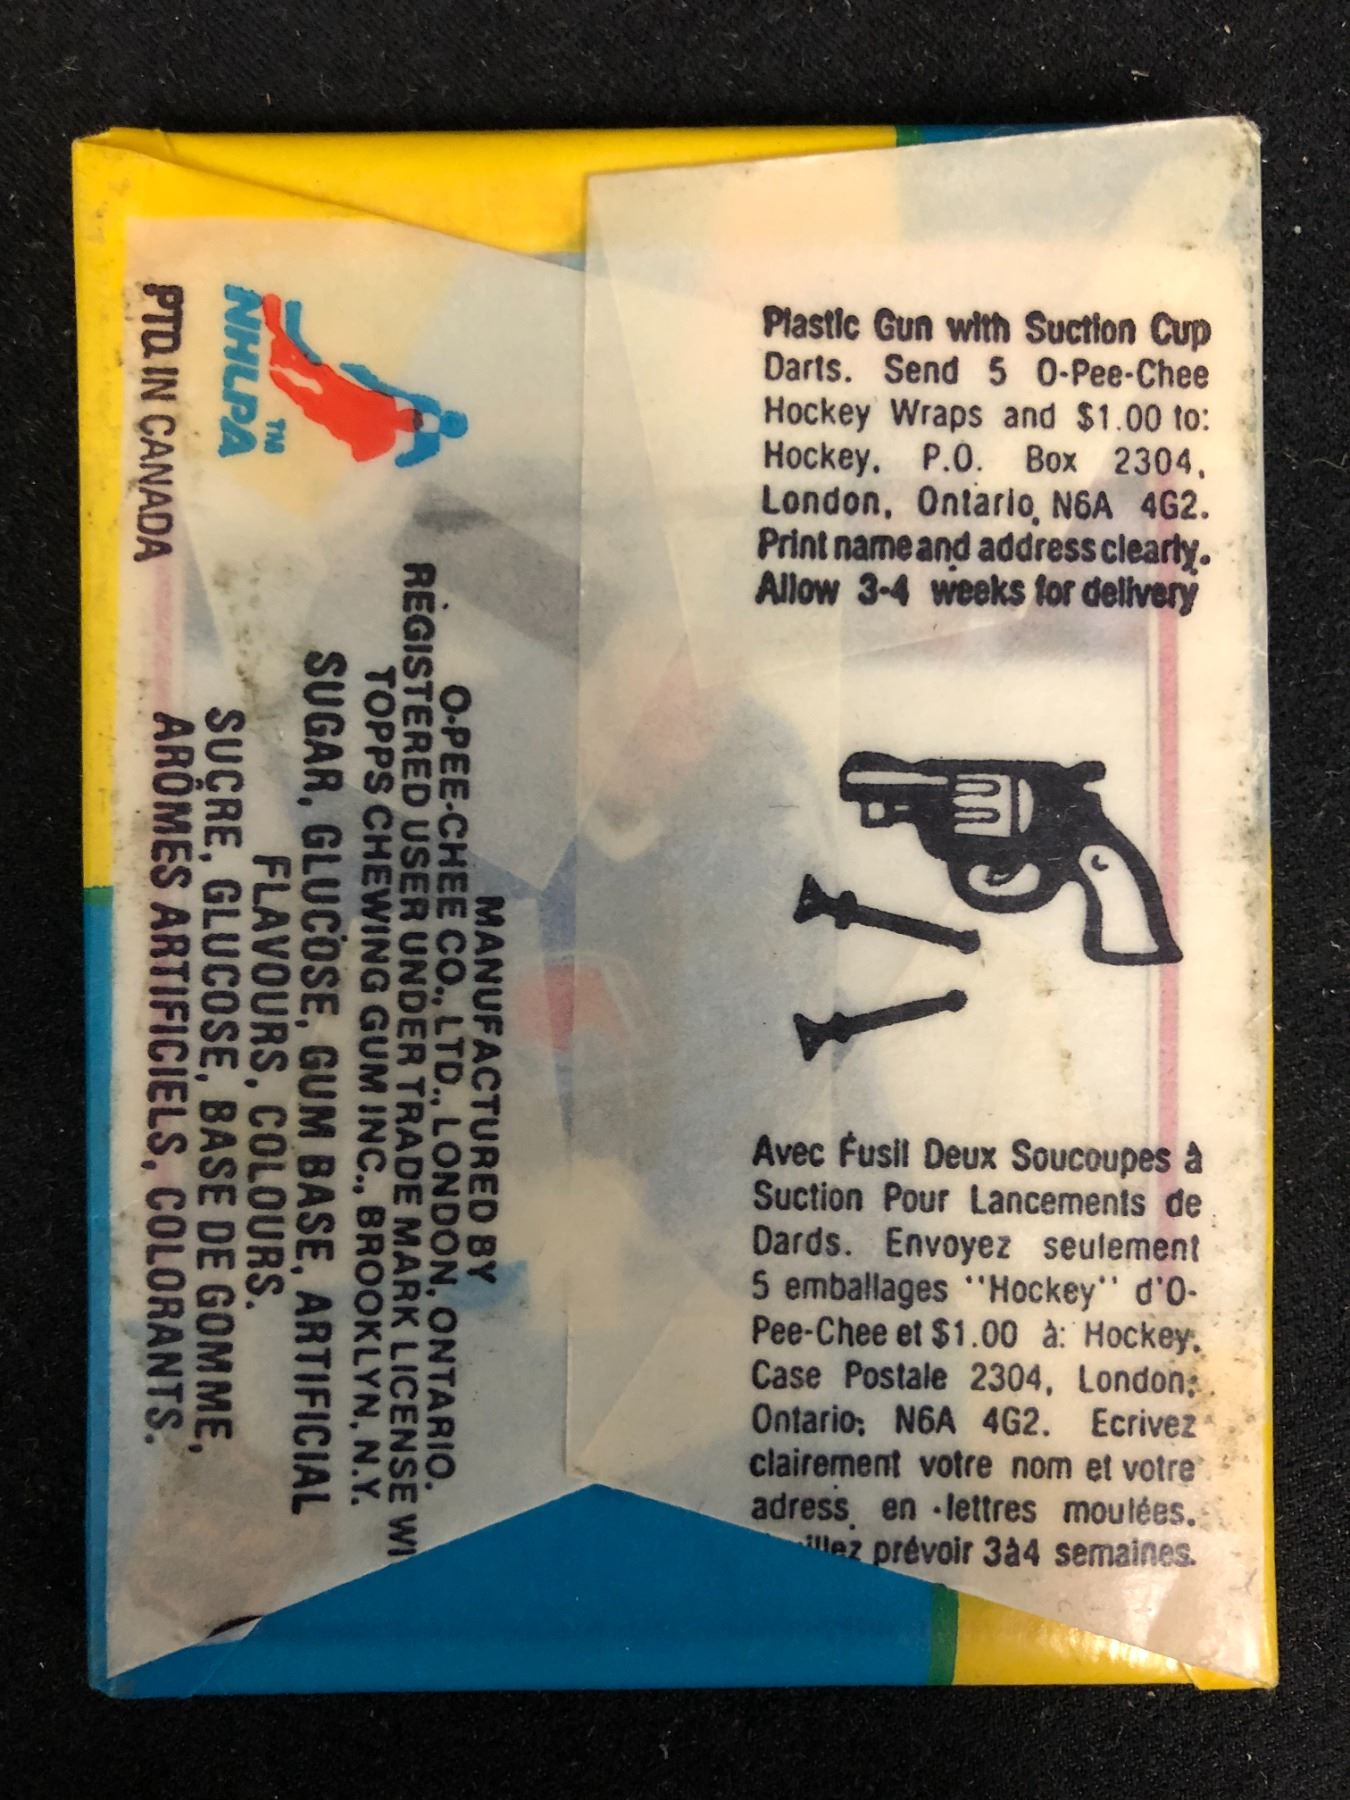 Plastic Gun with Suction Cup
Darts. Send 5 O-Pee-Chee
Hockey Wraps and $1.00 to:
Hockey, P.O. Box 2304,
London, Ontario, N6A 4G2.
Print name and address clearly.
Allow 3-4 weeks for delivery
Avec Fusil Deux Soucoupes à
Suction Pour Lancements de
Dards. Envoyez seulement
5 emballages "Hockey" d'O-
Pee-Chee et $1.00 à: Hockey,
Case Postale 2304, London,
Ontario, N6A 4G2. Ecrivez
clairement votre nom et votre
adress en lettres moulées.
prévoir 3à4 semaines.
MANUFACTURED BY
O-PEE-CHEE CO., LTD., LONDON, ONTARIO.
REGISTERED USER UNDER TRADE MARK LICENSE WI
TOPPS CHEWING GUM INC., BROOKLYN, N.Y.
SUGAR, GLUCOSE, GUM BASE, ARTIFICIAL
FLAVOURS, COLOURS.
SUCRE, GLUCOSE, BASE DE GOMME,
ARÔMES ARTIFICIELS, COLORANTS.
TM
NHLPA
PTD. IN CANADA